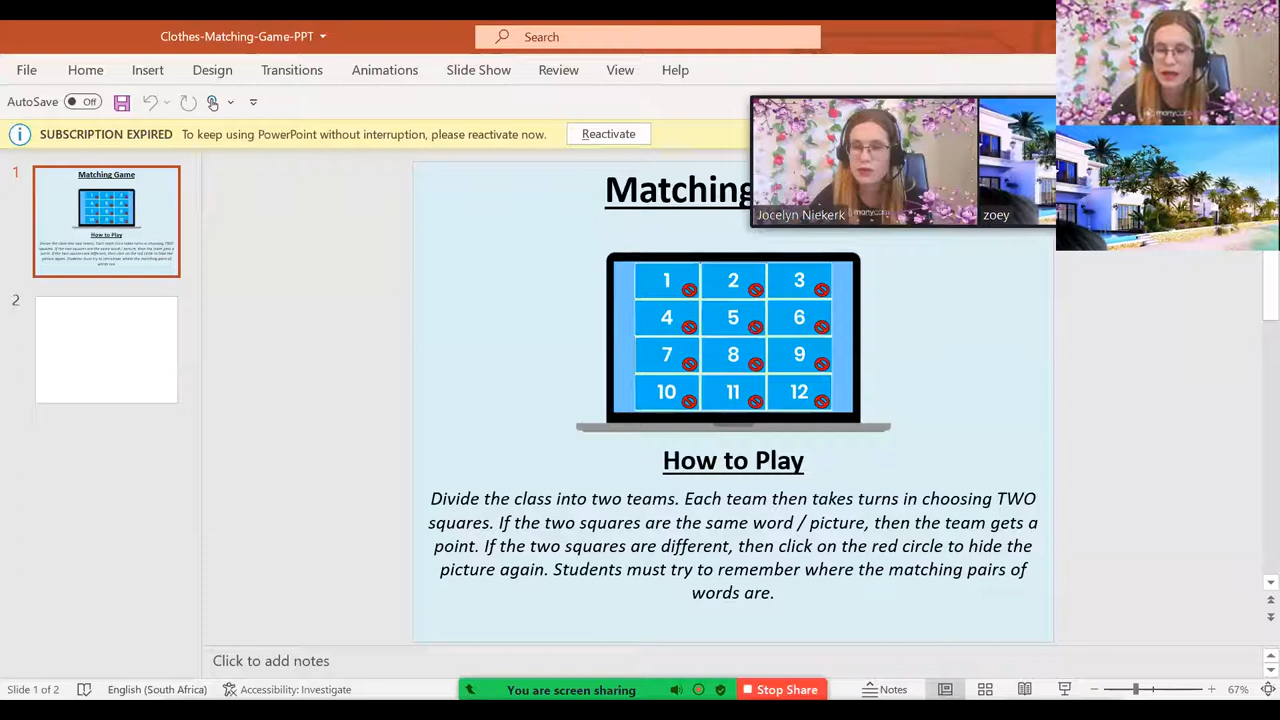 Clothes-Matching-Game-PPT
Search
File Home Insert Design Transitions Animations Slide Show Review View Help
AutoSave Off
SUBSCRIPTION EXPIRED To keep using PowerPoint without interruption, please reactivate now. Reactivate
Jocelyn Niekerk
manycam
zoey
manycam
1
Matching Game
How to Play
2
Matching
1 2 3
4 5 6
7 8 9
10 11 12
How to Play
Divide the class into two teams. Each team then takes turns in choosing TWO
squares. If the two squares are the same word / picture, then the team gets a
point. If the two squares are different, then click on the red circle to hide the
picture again. Students must try to remember where the matching pairs of
words are.
Click to add notes
Slide 1 of 2 English (South Africa) Accessibility: Investigate You are screen sharing Stop Share Notes 67%